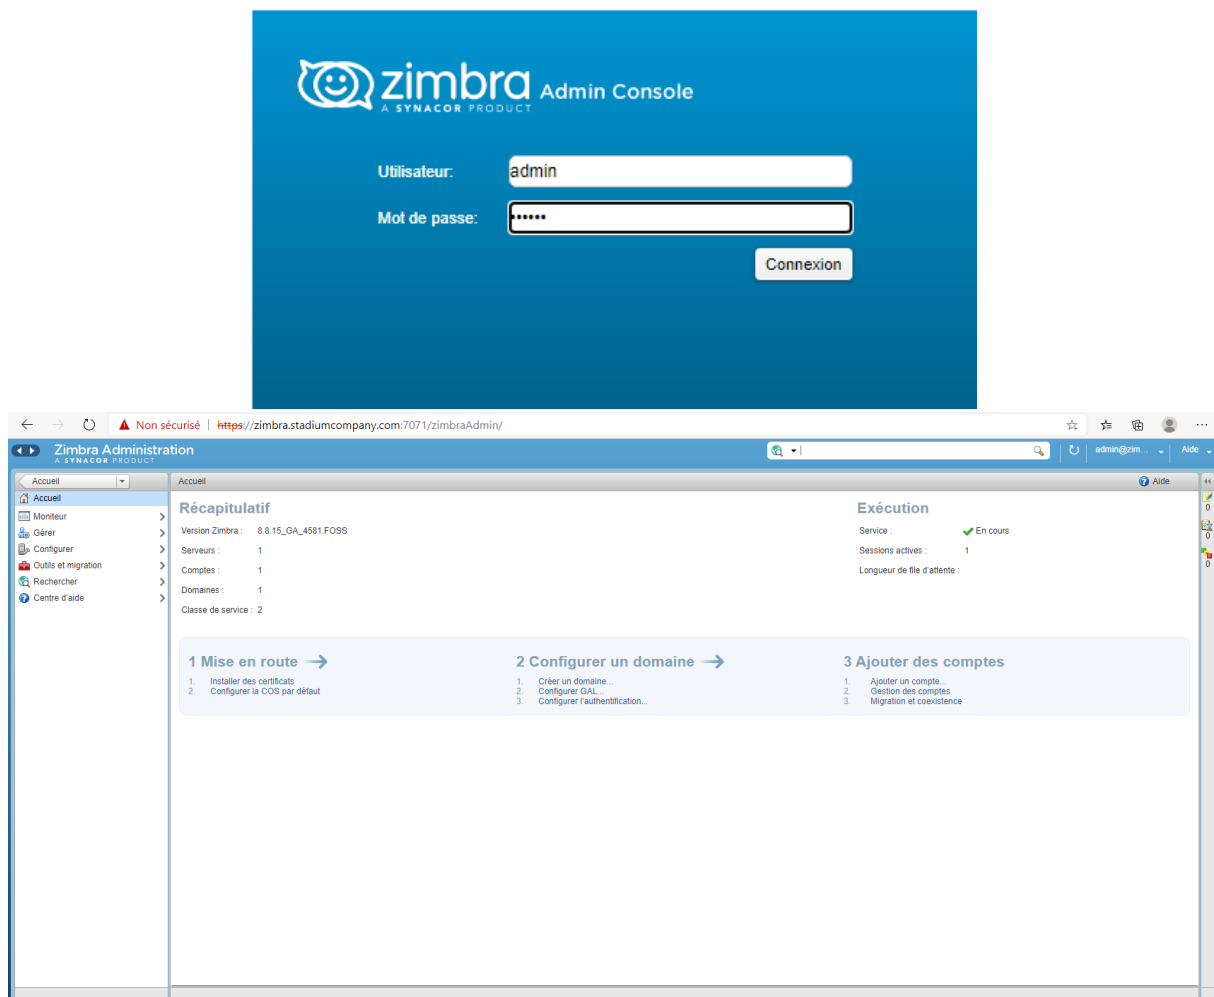 zimbra Admin Console
A SYNACOR PRODUCT
Utilisateur: admin
Mot de passe: ••••••
Connexion
Non sécurisé | https://zimbra.stadiumcompany.com:7071/zimbraAdmin/
Zimbra Administration
A SYNACOR PRODUCT
admin@zim... Aide
Accueil
Accueil
Aide
Accueil
Moniteur
Gérer
Configurer
Outils et migration
Rechercher
Centre d'aide
Récapitulatif
Version Zimbra : 8.8.15_GA_4581.FOSS
Serveurs : 1
Comptes : 1
Domaines : 1
Classe de service : 2
Exécution
Service : En cours
Sessions actives : 1
Longueur de file d'attente :
0
0
0
1 Mise en route
1. Installer des certificats
2. Configurer la COS par défaut
2 Configurer un domaine
1. Créer un domaine...
2. Configurer GAL...
3. Configurer l'authentification...
3 Ajouter des comptes
1. Ajouter un compte...
2. Gestion des comptes
3. Migration et coexistence